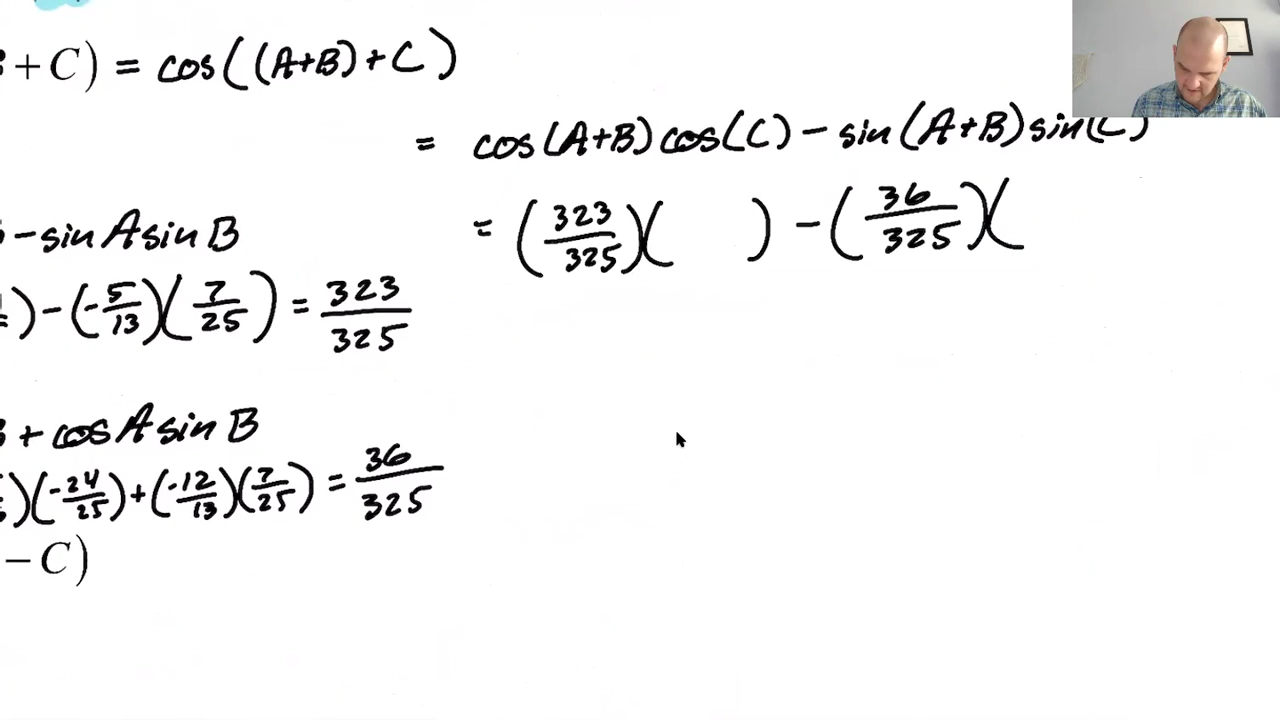 + C) = cos((A+B)+C)
= cos(A+B)cos(C) - sin(A+B)sin(C)
= (323/325)( ) - (36/325)(
- sin A sin B
) - (-5/13)(7/25) = 323/325
+ cos A sin B
)(-24/25) + (-12/13)(7/25) = 36/325
- C)